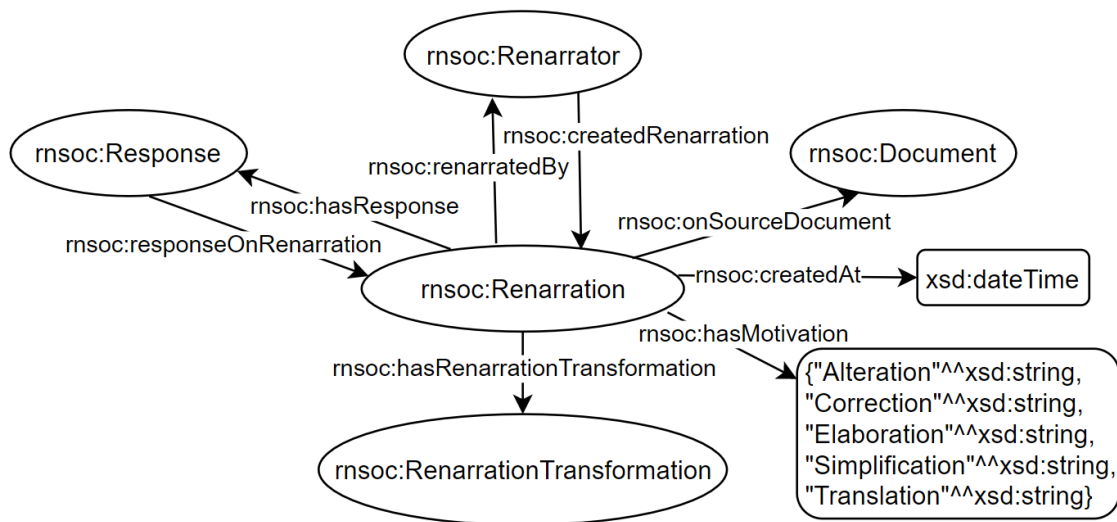 rnsoc:Renarrator
rnsoc:createdRenarration
rnsoc:Response
rnsoc:renarratedBy
rnsoc:Document
rnsoc:hasResponse
rnsoc:onSourceDocument
rnsoc:responseOnRenarration
rnsoc:Renarration
rnsoc:createdAt
xsd:dateTime
rnsoc:hasMotivation
rnsoc:hasRenarrationTransformation
{"Alteration"^^xsd:string,
"Correction"^^xsd:string,
"Elaboration"^^xsd:string,
"Simplification"^^xsd:string,
"Translation"^^xsd:string}
rnsoc:RenarrationTransformation